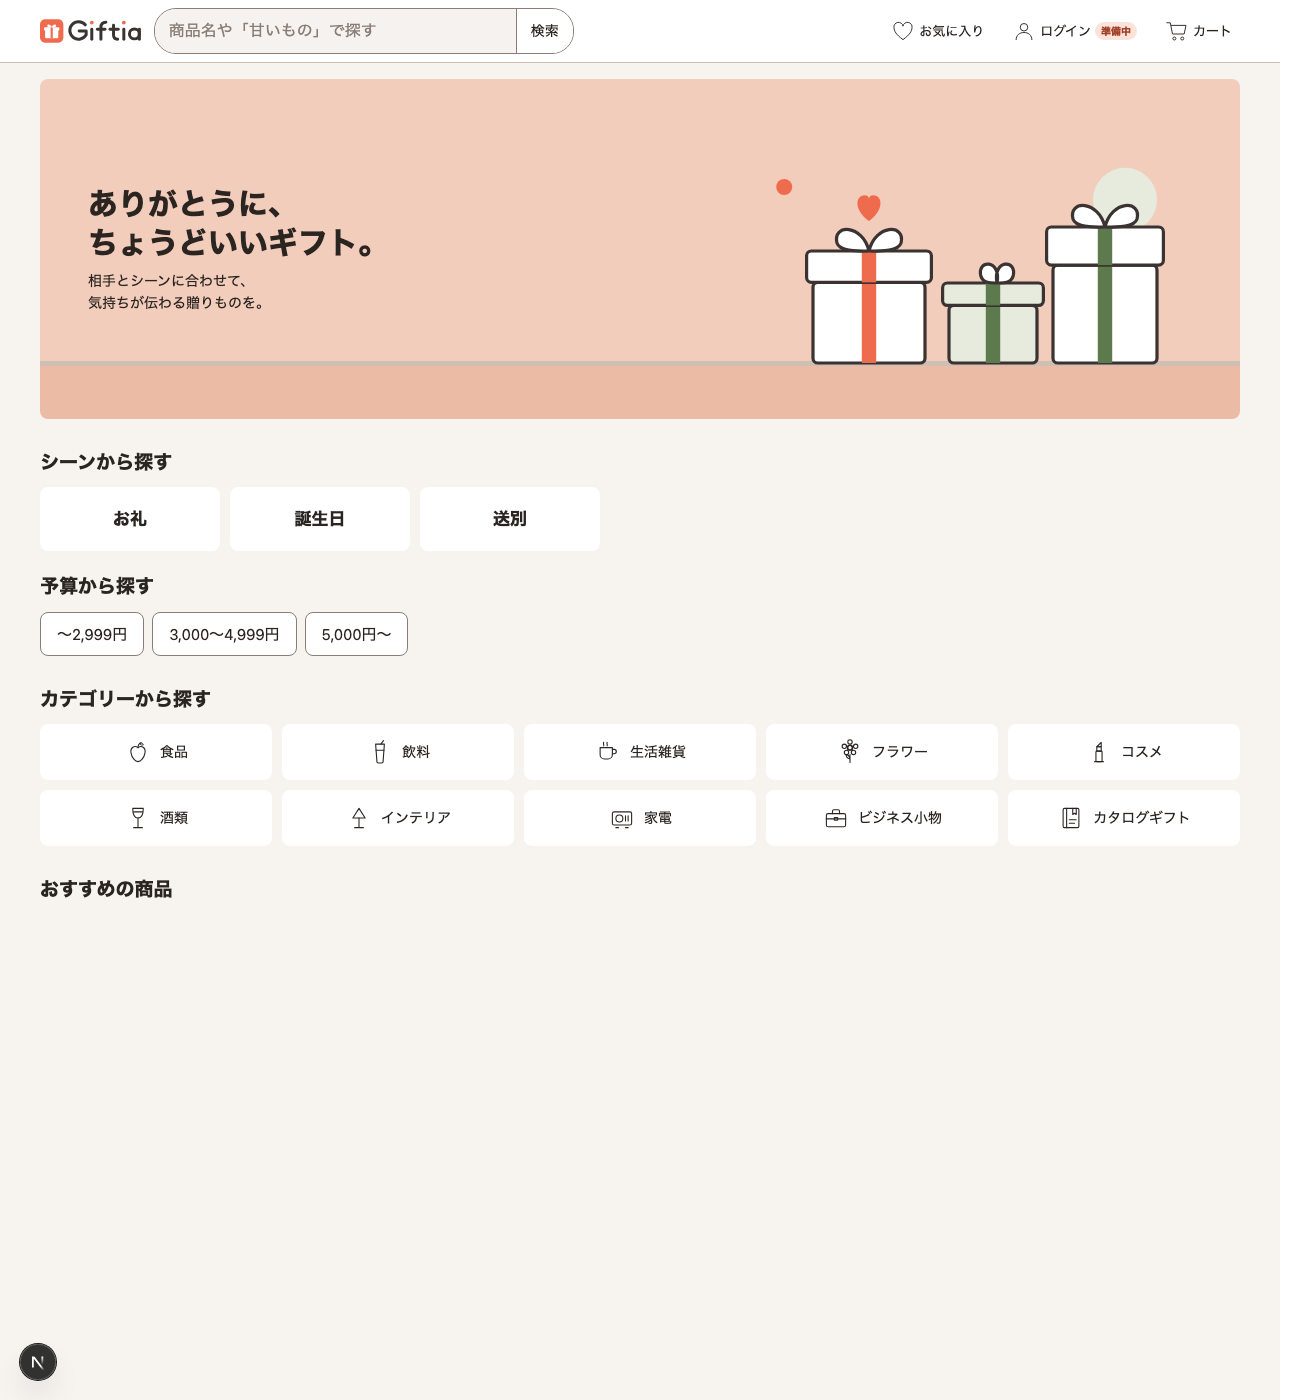 Giftia
商品名や「甘いもの」で探す
検索
お気に入り
ログイン 準備中
カート
ありがとうに、
ちょうどいいギフト。
相手とシーンに合わせて、
気持ちが伝わる贈りものを。
シーンから探す
お礼
誕生日
送別
予算から探す
〜2,999円
3,000〜4,999円
5,000円〜
カテゴリーから探す
食品
飲料
生活雑貨
フラワー
コスメ
酒類
インテリア
家電
ビジネス小物
カタログギフト
おすすめの商品
N